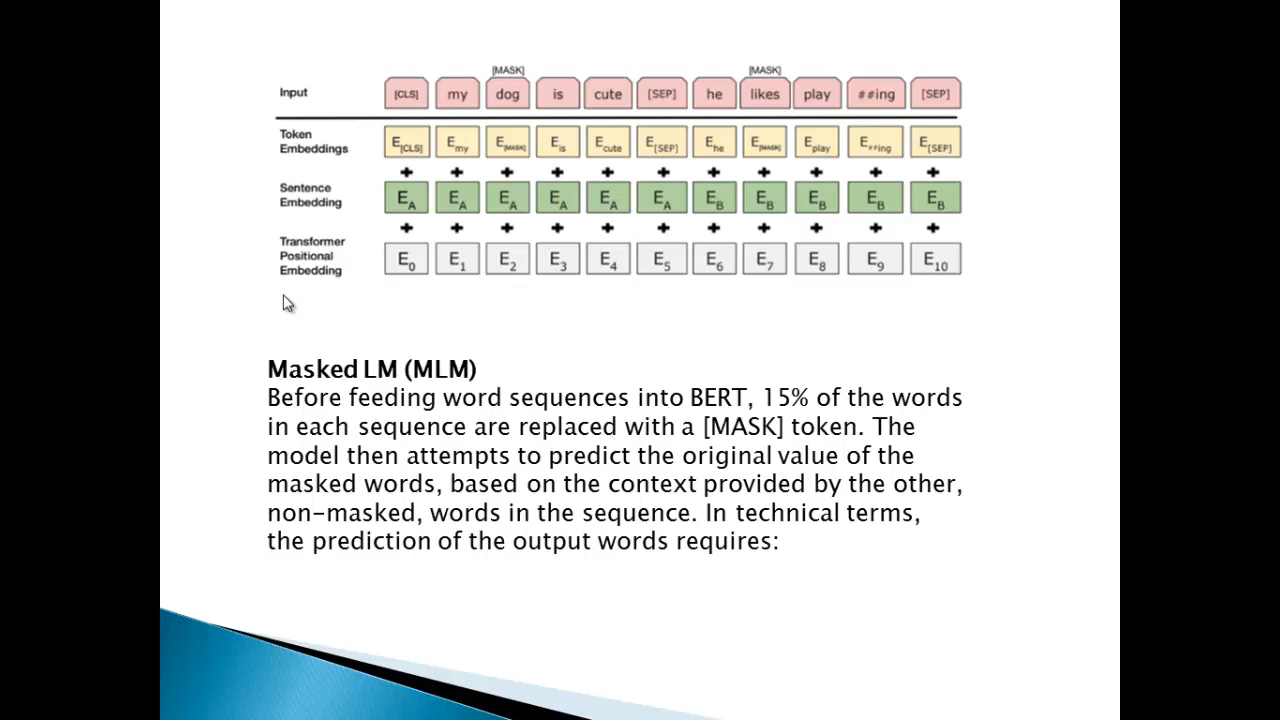 [MASK] [MASK]
Input [CLS] my dog is cute [SEP] he likes play ##ing [SEP]
Token
Embeddings
E[CLS] Emy E[MASK] Eis Ecute E[SEP] Ehe E[MASK] Eplay E##ing E[SEP]
+ + + + + + + + + + +
Sentence
Embedding
EA EA EA EA EA EA EB EB EB EB EB
+ + + + + + + + + + +
Transformer
Positional
Embedding
E0 E1 E2 E3 E4 E5 E6 E7 E8 E9 E10
Masked LM (MLM)
Before feeding word sequences into BERT, 15% of the words
in each sequence are replaced with a [MASK] token. The
model then attempts to predict the original value of the
masked words, based on the context provided by the other,
non-masked, words in the sequence. In technical terms,
the prediction of the output words requires: